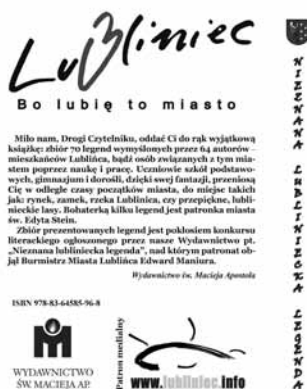 Lubliniec
Bo lubię to miasto
Miło nam, Drogi Czytelniku, oddać Ci do rąk wyjątkową
książkę: zbiór 70 legend wymyślonych przez 64 autorów –
mieszkańców Lublińca, bądź osób związanych z tym mia-
stem poprzez naukę i pracę. Uczniowie szkół podstawo-
wych, gimnazjum i dorośli, dzięki swej fantazji, przeniosą
Cię w odległe czasy początków miasta, do miejsc takich
jak: rynek, zamek, rzeka Lublinica, czy przepiękne, lubli-
nieckie lasy. Bohaterką kilku legend jest patronka miasta
św. Edyta Stein.
Zbiór prezentowanych legend jest pokłosiem konkursu
literackiego ogłoszonego przez nasze Wydawnictwo pt.
„Nieznana lubliniecka legenda”, nad którym patronat ob-
jął Burmistrz Miasta Lublińca Edward Maniura.
Wydawnictwo św. Macieja Apostoła
ISBN 978-83-64585-96-8
WYDAWNICTWO
ŚW. MACIEJA AP.
Patron medialny
www.lubliniec.info
NIEZNANA LUBLINIECKA LEGENDA